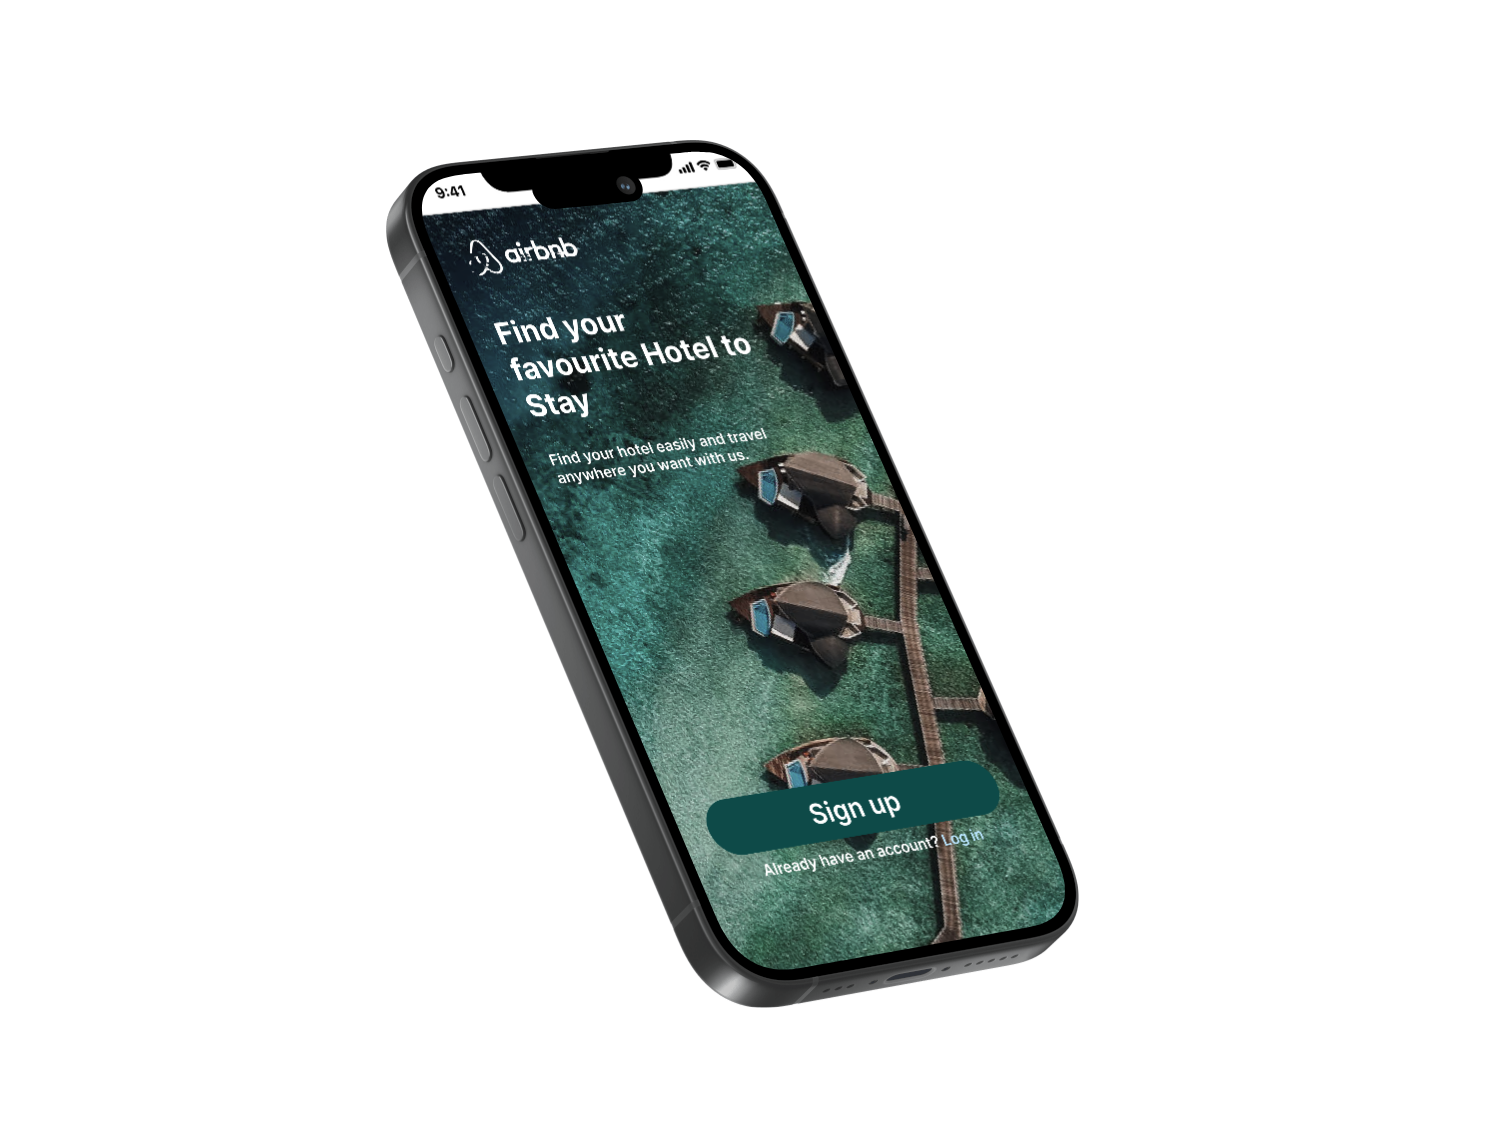 9:41
airbnb
Find your
favourite Hotel to
Stay
Find your hotel easily and travel
anywhere you want with us.
Sign up
Already have an account? Log in